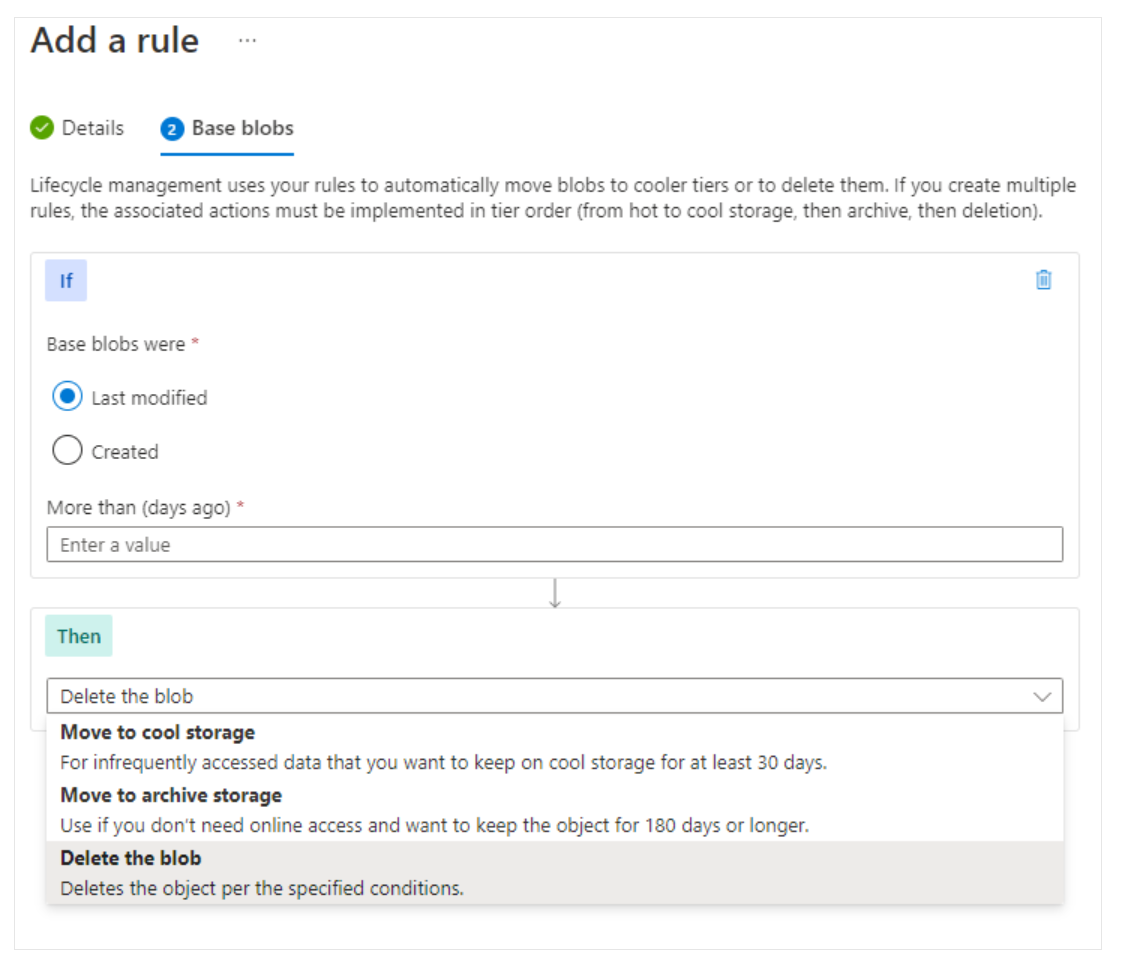 Add a rule ...
Details 2 Base blobs
Lifecycle management uses your rules to automatically move blobs to cooler tiers or to delete them. If you create multiple
rules, the associated actions must be implemented in tier order (from hot to cool storage, then archive, then deletion).
If
Base blobs were *
Last modified
Created
More than (days ago) *
Enter a value
Then
Delete the blob
Move to cool storage
For infrequently accessed data that you want to keep on cool storage for at least 30 days.
Move to archive storage
Use if you don't need online access and want to keep the object for 180 days or longer.
Delete the blob
Deletes the object per the specified conditions.